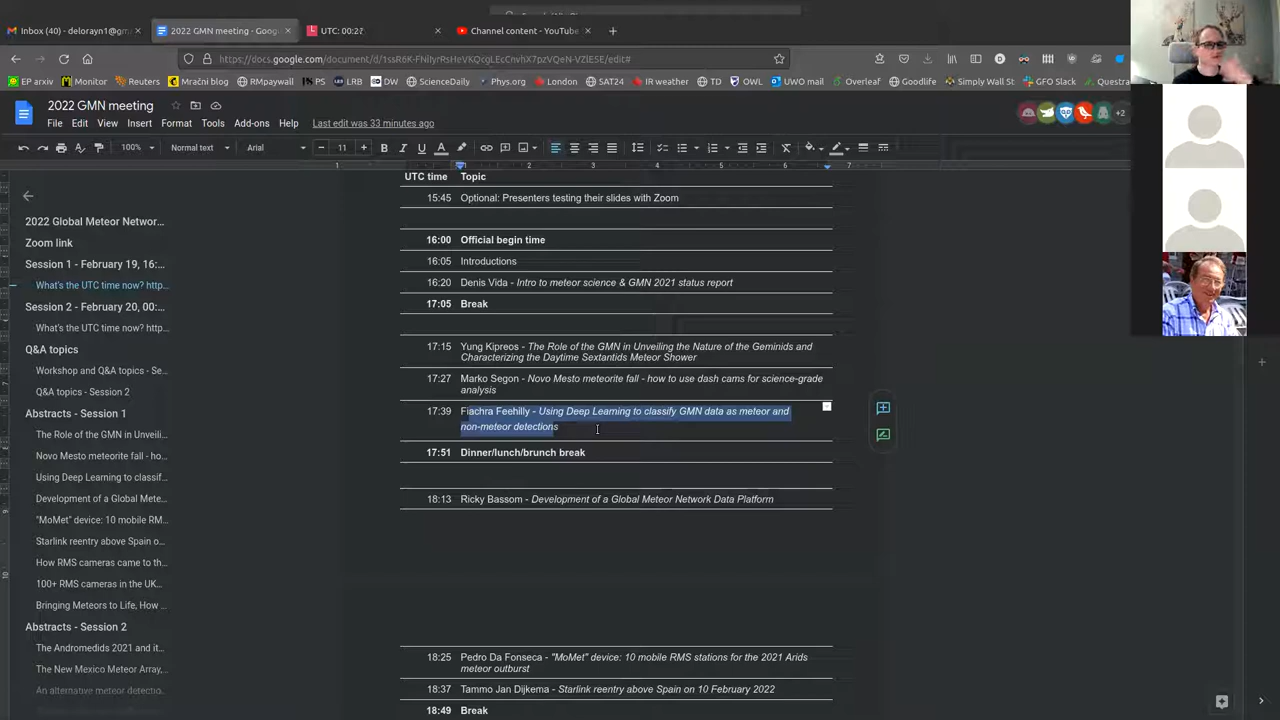 Inbox (40) - delorayn1@gm
2022 GMN meeting - Goog
UTC: 00:2?
Channel content - YouTube
https://docs.google.com/document/d/1ssR6K-FNilyrRsHeVKQcgLEcCnvhX7pzVQeN-VZlESE/edit#
EP arxiv
Monitor
Reuters
Mračni blog
RMpaywall
PS
LRB
DW
ScienceDaily
Phys.org
London
SAT24
IR weather
TD
OWL
UWO mail
Overleaf
Goodlife
Simply Wall St
GFO Slack
Questra
2022 GMN meeting
File Edit View Insert Format Tools Add-ons Help Last edit was 33 minutes ago
+2
100% Normal text Arial 11
2022 Global Meteor Networ...
Zoom link
Session 1 - February 19, 16:...
What's the UTC time now? http...
Session 2 - February 20, 00:...
What's the UTC time now? http...
Q&A topics
Workshop and Q&A topics - Se...
Q&A topics - Session 2
Abstracts - Session 1
The Role of the GMN in Unveili...
Novo Mesto meteorite fall - ho...
Using Deep Learning to classif...
Development of a Global Mete...
"MoMet" device: 10 mobile RM...
Starlink reentry above Spain o...
How RMS cameras came to th...
100+ RMS cameras in the UK...
Bringing Meteors to Life, How ...
Abstracts - Session 2
The Andromedids 2021 and it...
The New Mexico Meteor Array,...
An alternative meteor detectio...
UTC time Topic
15:45 Optional: Presenters testing their slides with Zoom
16:00 Official begin time
16:05 Introductions
16:20 Denis Vida - Intro to meteor science & GMN 2021 status report
17:05 Break
17:15 Yung Kipreos - The Role of the GMN in Unveiling the Nature of the Geminids and
Characterizing the Daytime Sextantids Meteor Shower
17:27 Marko Segon - Novo Mesto meteorite fall - how to use dash cams for science-grade
analysis
17:39 Fiachra Feehilly - Using Deep Learning to classify GMN data as meteor and
non-meteor detections
17:51 Dinner/lunch/brunch break
18:13 Ricky Bassom - Development of a Global Meteor Network Data Platform
18:25 Pedro Da Fonseca - "MoMet" device: 10 mobile RMS stations for the 2021 Arids
meteor outburst
18:37 Tammo Jan Dijkema - Starlink reentry above Spain on 10 February 2022
18:49 Break